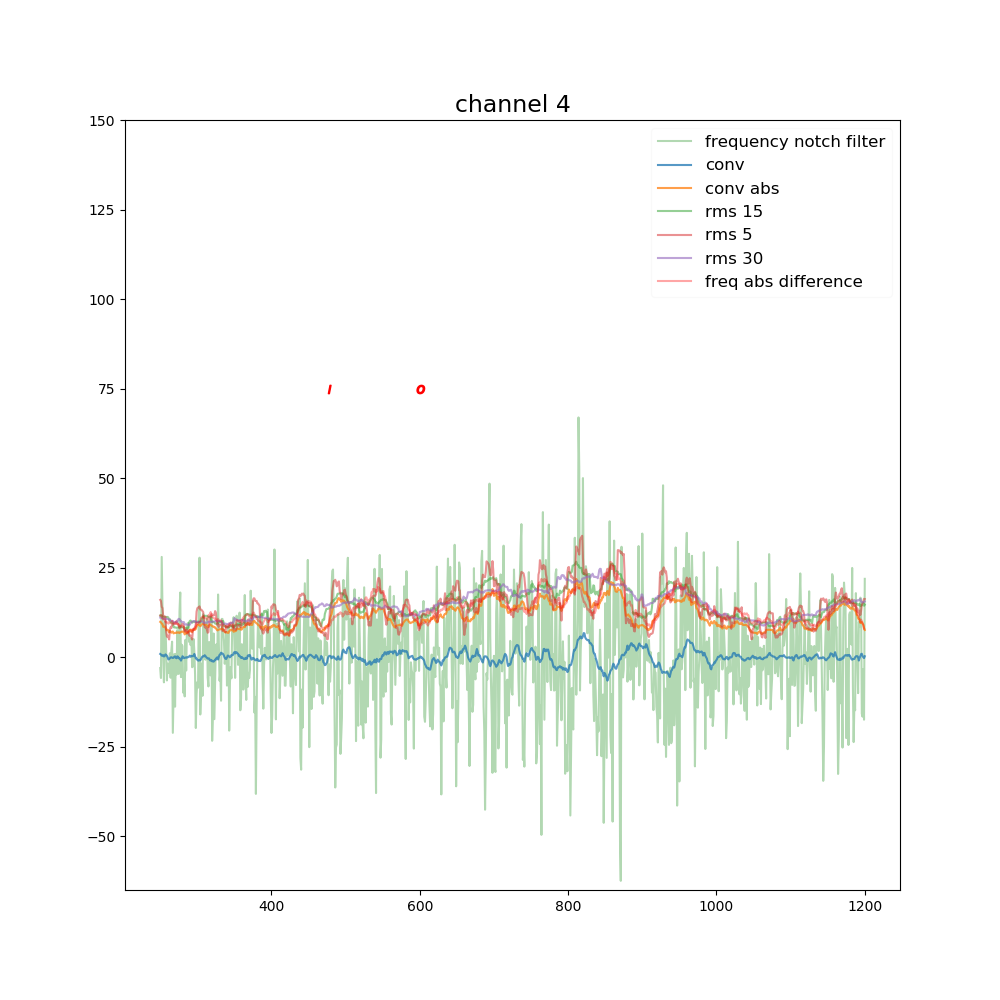 channel 4
150
125
100
75
50
25
0
−25
−50
400 600 800 1000 1200
frequency notch filter
conv
conv abs
rms 15
rms 5
rms 30
freq abs difference
I o